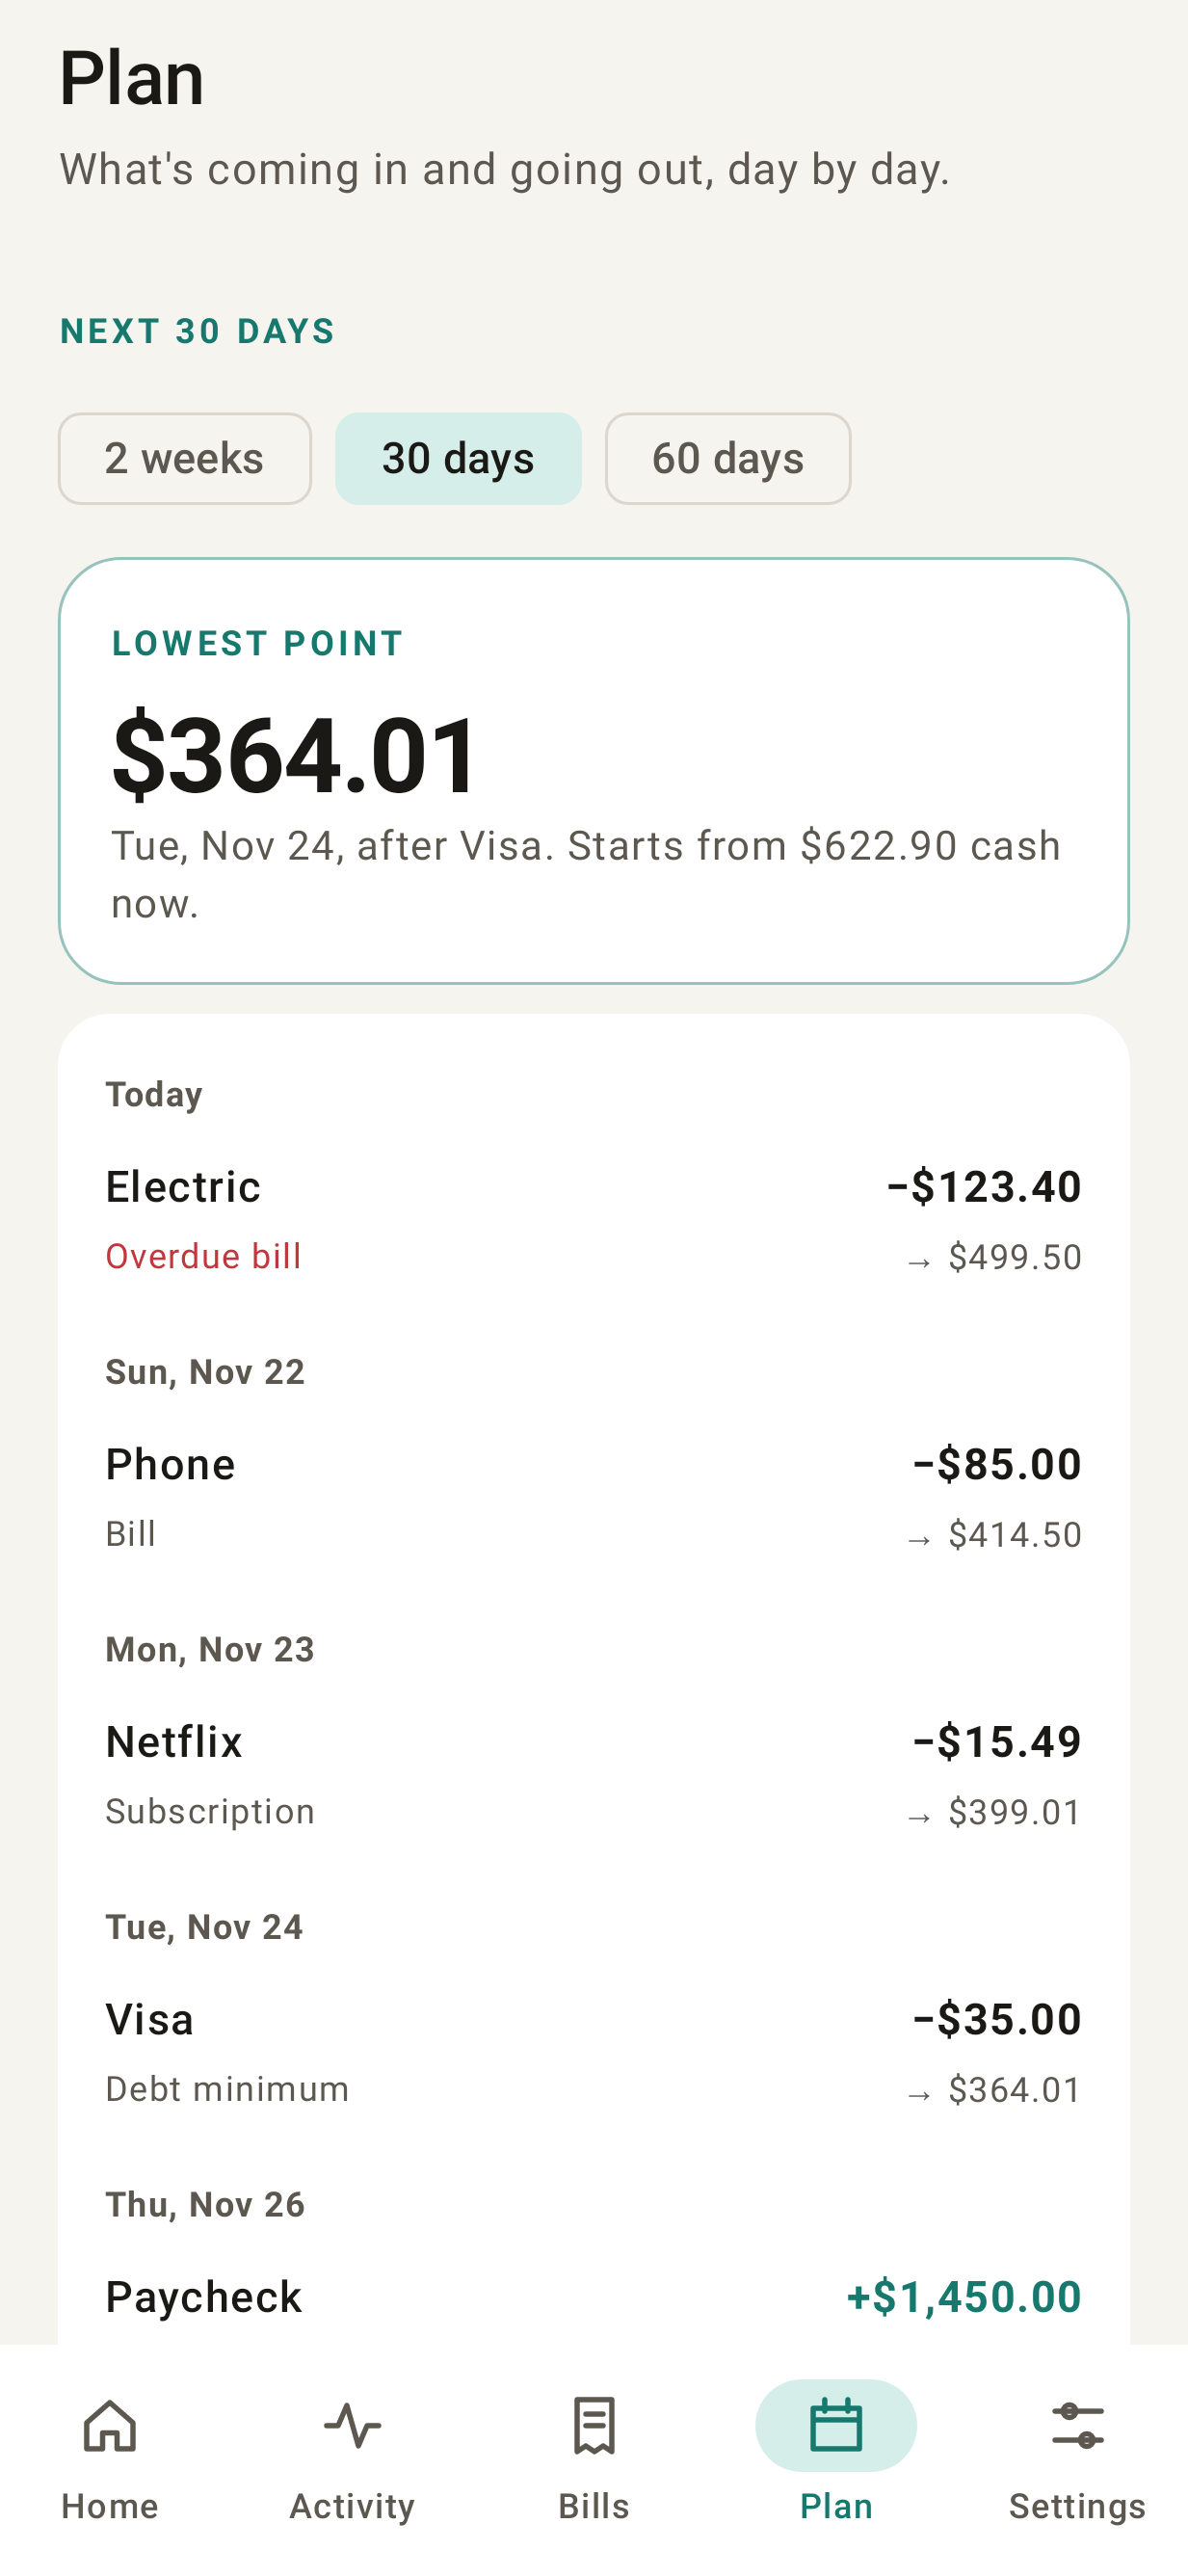 Plan
What's coming in and going out, day by day.
NEXT 30 DAYS
2 weeks
30 days
60 days
LOWEST POINT
$364.01
Tue, Nov 24, after Visa. Starts from $622.90 cash
now.
Today
Electric
−$123.40
Overdue bill
→ $499.50
Sun, Nov 22
Phone
−$85.00
Bill
→ $414.50
Mon, Nov 23
Netflix
−$15.49
Subscription
→ $399.01
Tue, Nov 24
Visa
−$35.00
Debt minimum
→ $364.01
Thu, Nov 26
Paycheck
+$1,450.00
Home
Activity
Bills
Plan
Settings